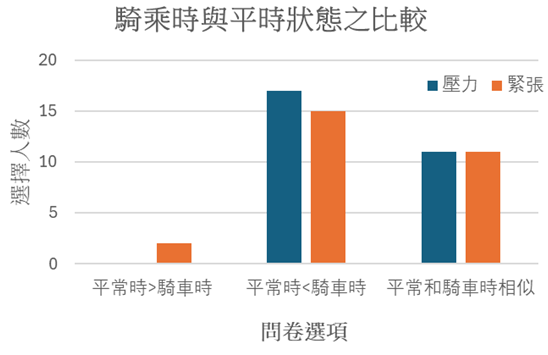 騎乘時與平時狀態之比較
20
壓力 緊張
15
10
5
0
選擇人數
平常時>騎車時 平常時<騎車時 平常和騎車時相似
問卷選項